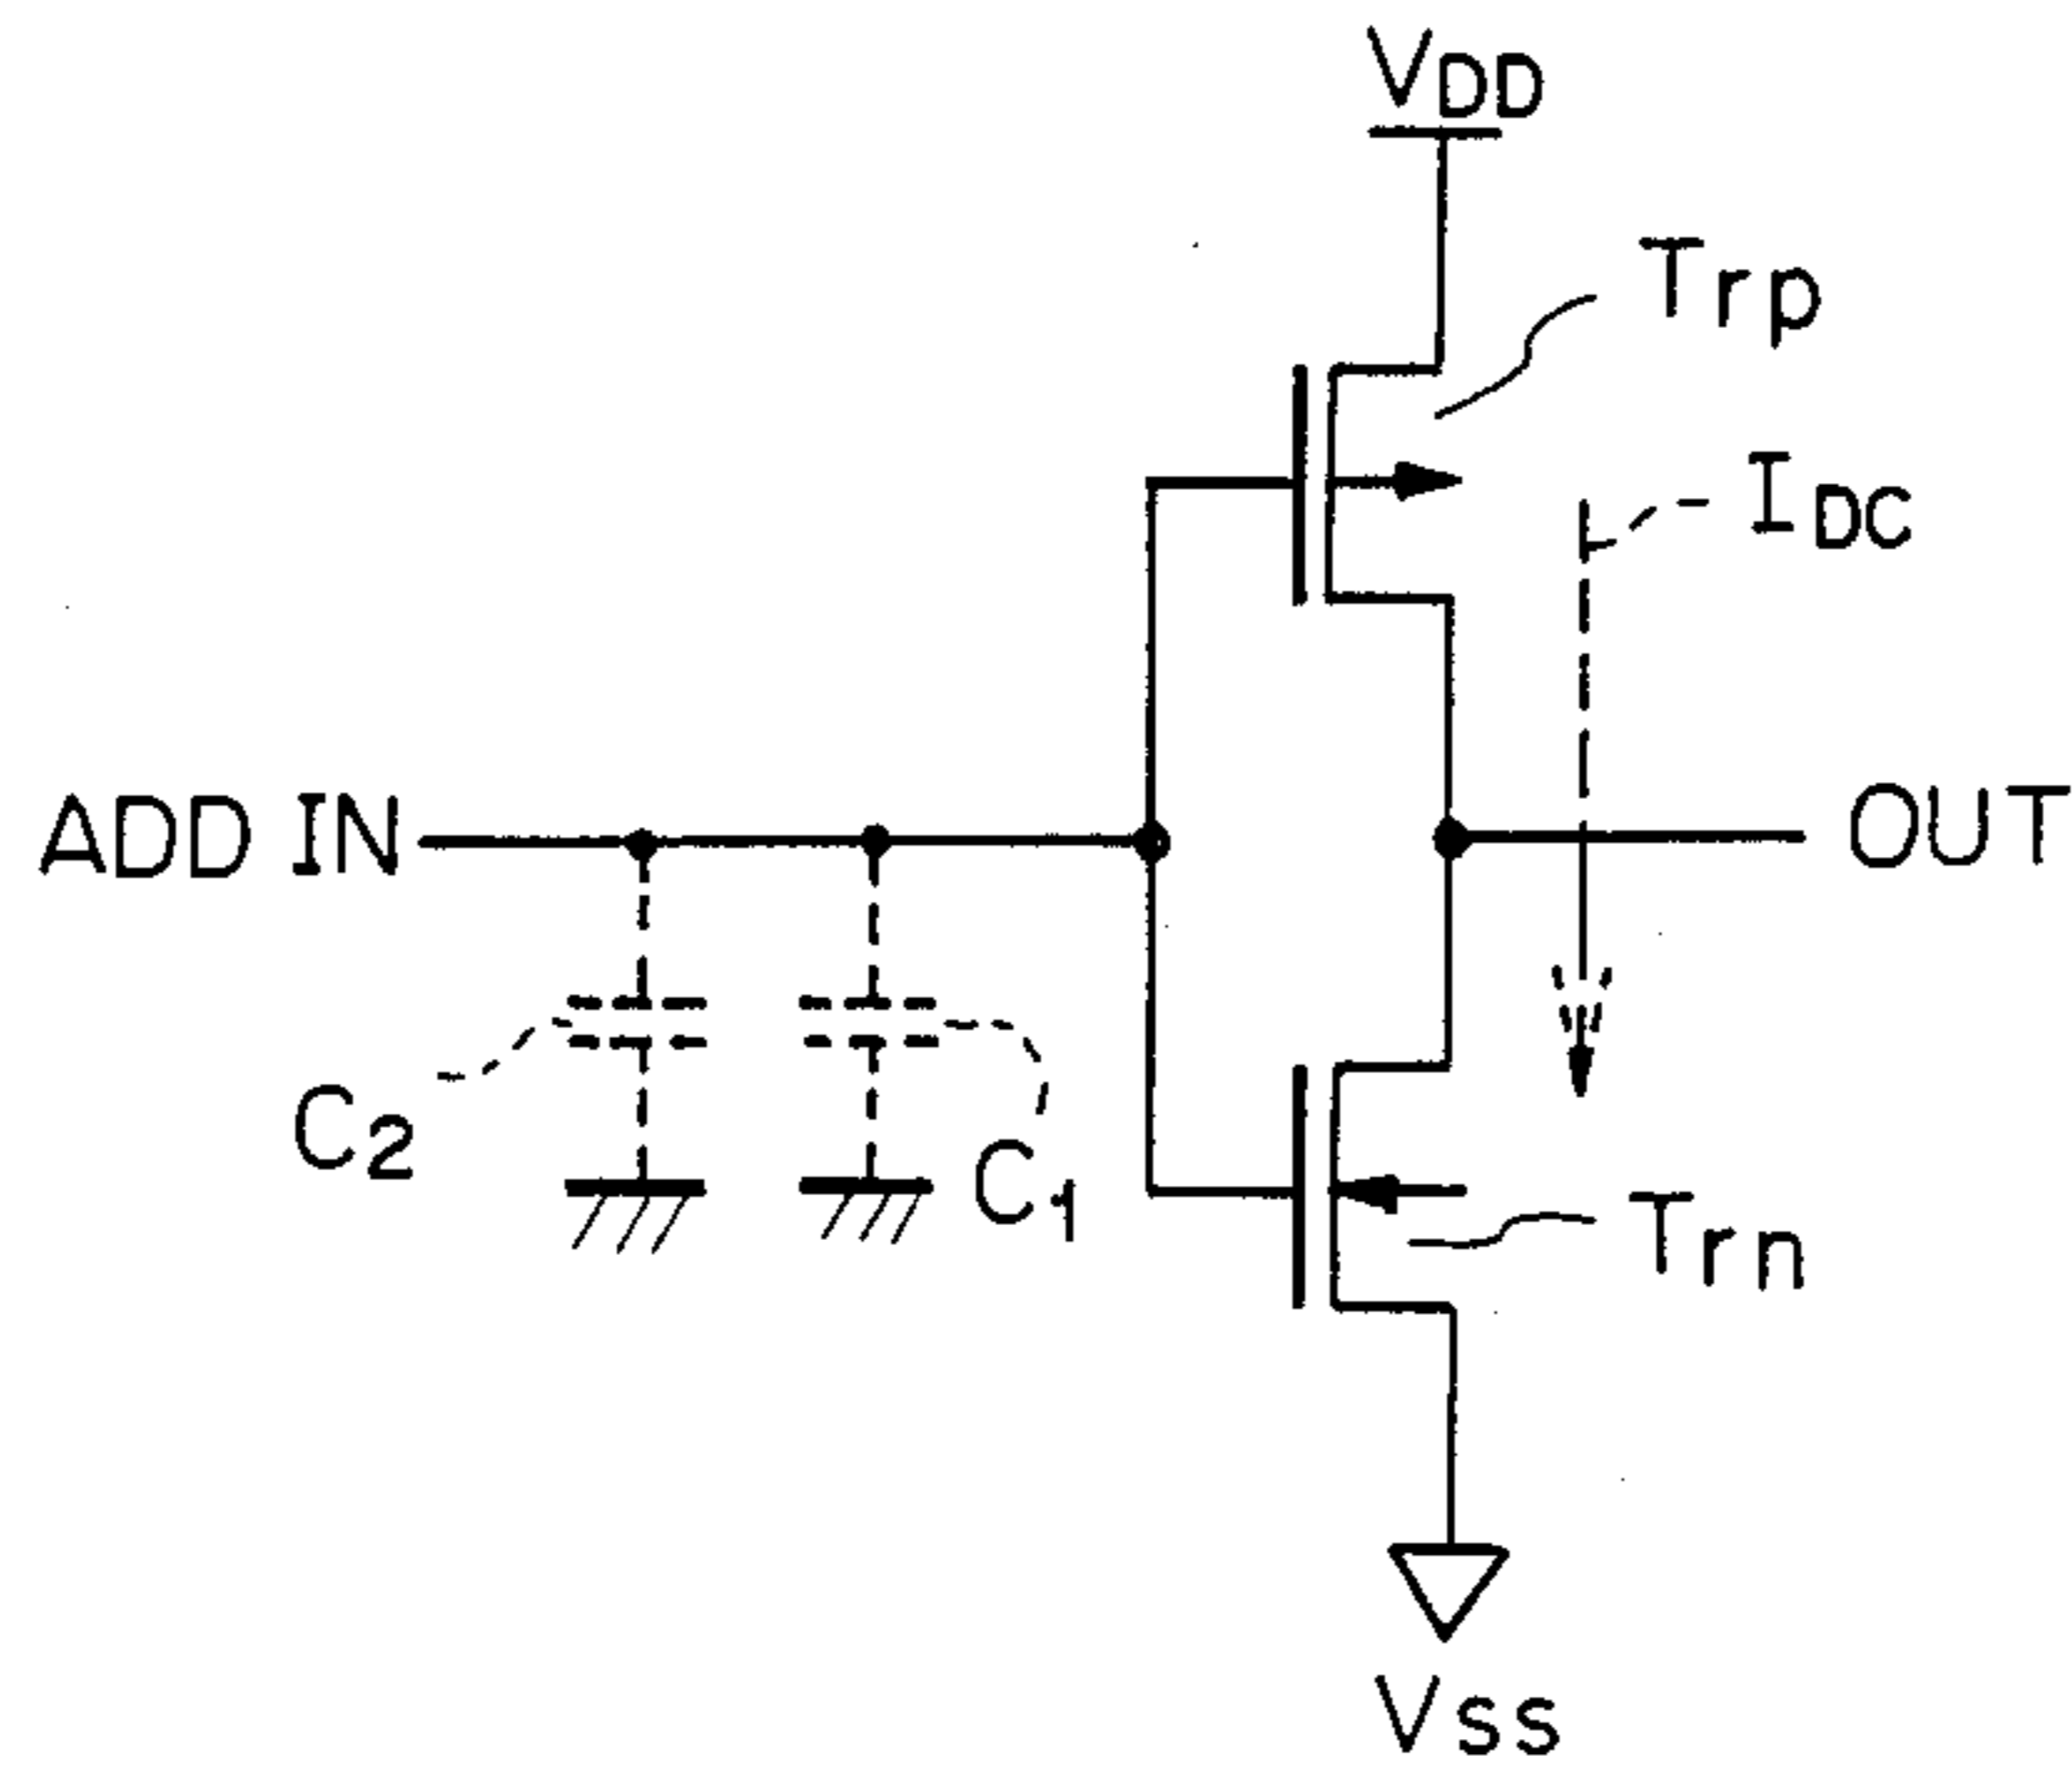 VDD
Trp
IDC
ADD IN
OUT
C2
C1
Trn
VSS